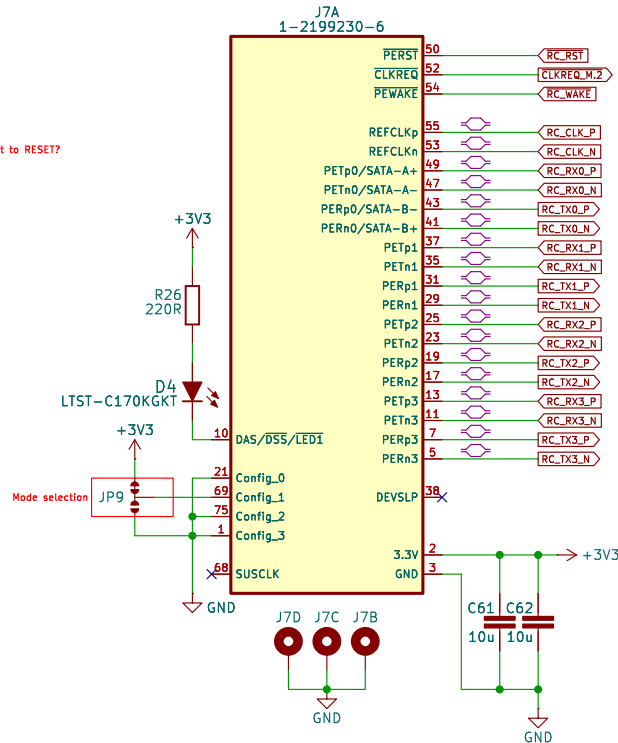 J7A
1-2199230-6
PERST 50 RC_RST
CLKREQ 52 CLKREQ_M.2
PEWAKE 54 RC_WAKE
REFCLKp 55 RC_CLK_P
t to RESET?
REFCLKn 53 RC_CLK_N
PETp0/SATA-A+ 49 RC_RX0_P
PETn0/SATA-A- 47 RC_RX0_N
PERp0/SATA-B- 43 RC_TX0_P
+3V3
PERn0/SATA-B+ 41 RC_TX0_N
PETp1 37 RC_RX1_P
PETn1 35 RC_RX1_N
PERp1 31 RC_TX1_P
R26
220R
PERn1 29 RC_TX1_N
PETp2 25 RC_RX2_P
PETn2 23 RC_RX2_N
PERp2 19 RC_TX2_P
PERn2 17 RC_TX2_N
D4
LTST-C170KGKT
PETp3 13 RC_RX3_P
PETn3 11 RC_RX3_N
+3V3
10 DAS/DSS/LED1
PERp3 7 RC_TX3_P
PERn3 5 RC_TX3_N
21 Config_0
Mode selection JP9
69 Config_1
DEVSLP 38
75 Config_2
1 Config_3
3.3V 2 +3V3
68 SUSCLK
GND 3
GND
J7D J7C J7B
C61 C62
10u 10u
GND
GND